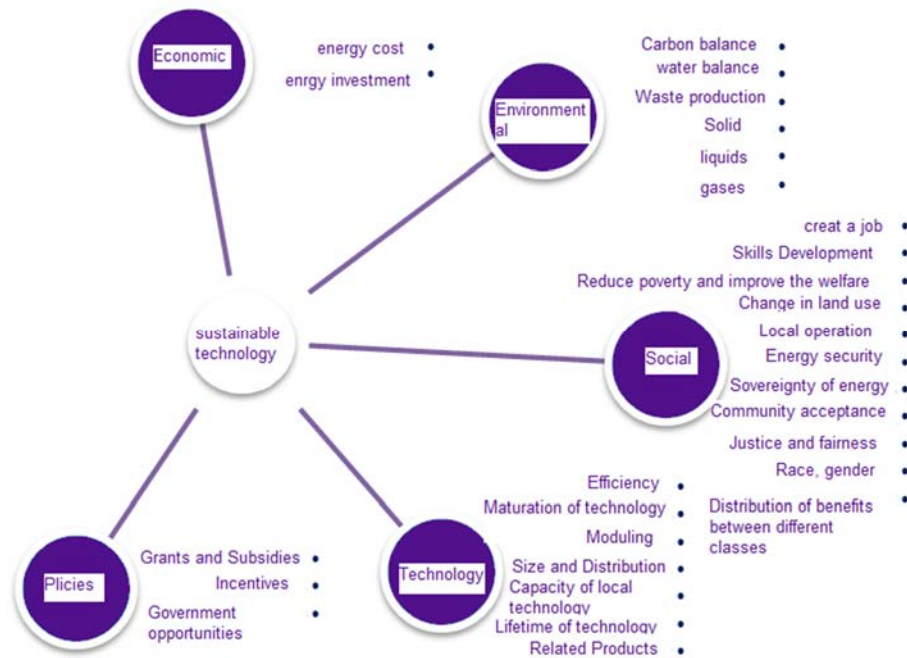 Economic
energy cost
enrgy investment
Environment
al
Carbon balance
water balance
Waste production
Solid
liquids
gases
sustainable
technology
Social
creat a job
Skills Development
Reduce poverty and improve the welfare
Change in land use
Local operation
Energy security
Sovereignty of energy
Community acceptance
Justice and fairness
Race, gender
Distribution of benefits
between different
classes
Technology
Efficiency
Maturation of technology
Moduling
Size and Distribution
Capacity of local
technology
Lifetime of technology
Related Products
Plicies
Grants and Subsidies
Incentives
Government
opportunities